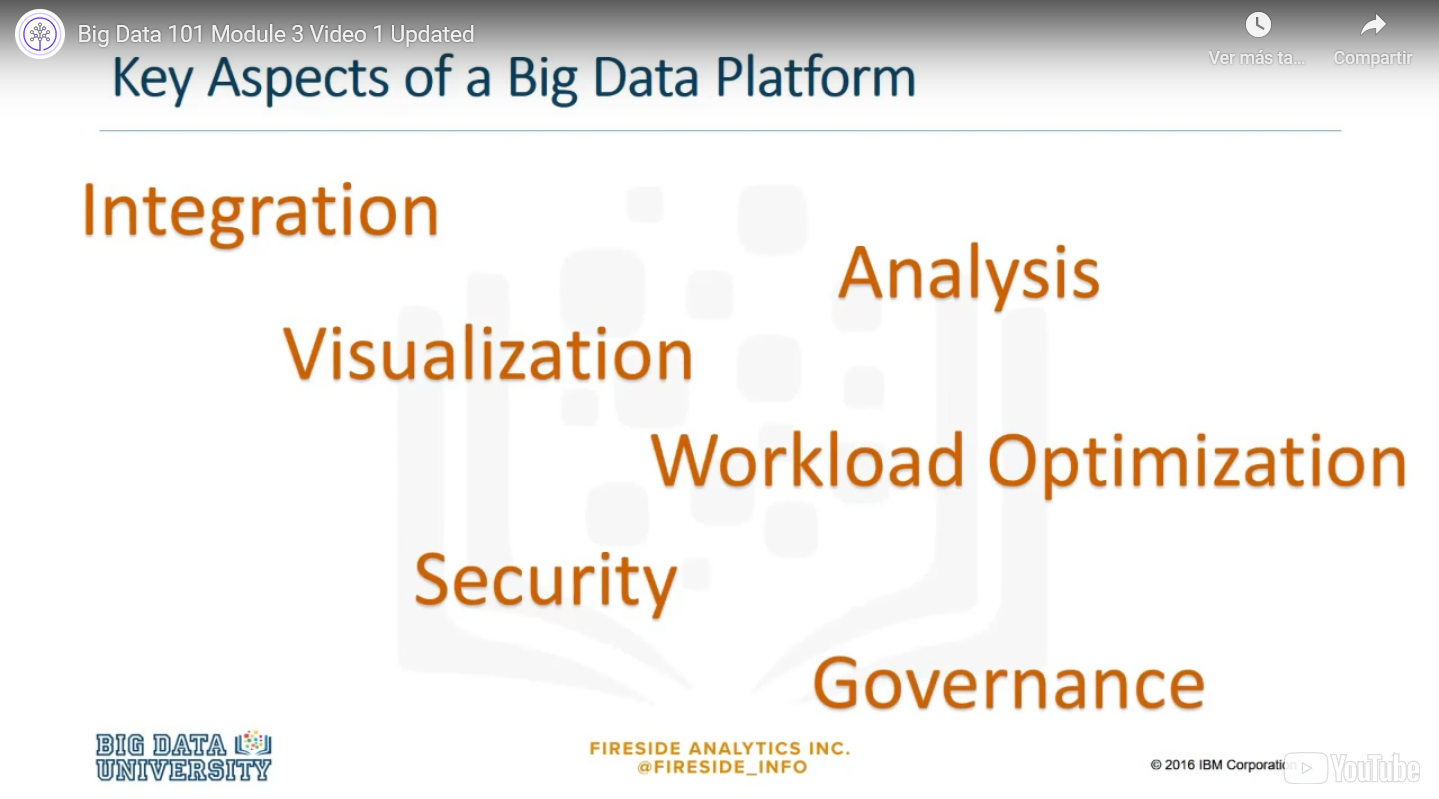 Big Data 101 Module 3 Video 1 Updated
Ver más ta...
Compartir
Key Aspects of a Big Data Platform
Integration
Analysis
Visualization
Workload Optimization
Security
Governance
BIG DATA
UNIVERSITY
FIRESIDE ANALYTICS INC.
@FIRESIDE_INFO
© 2016 IBM Corporation
YouTube